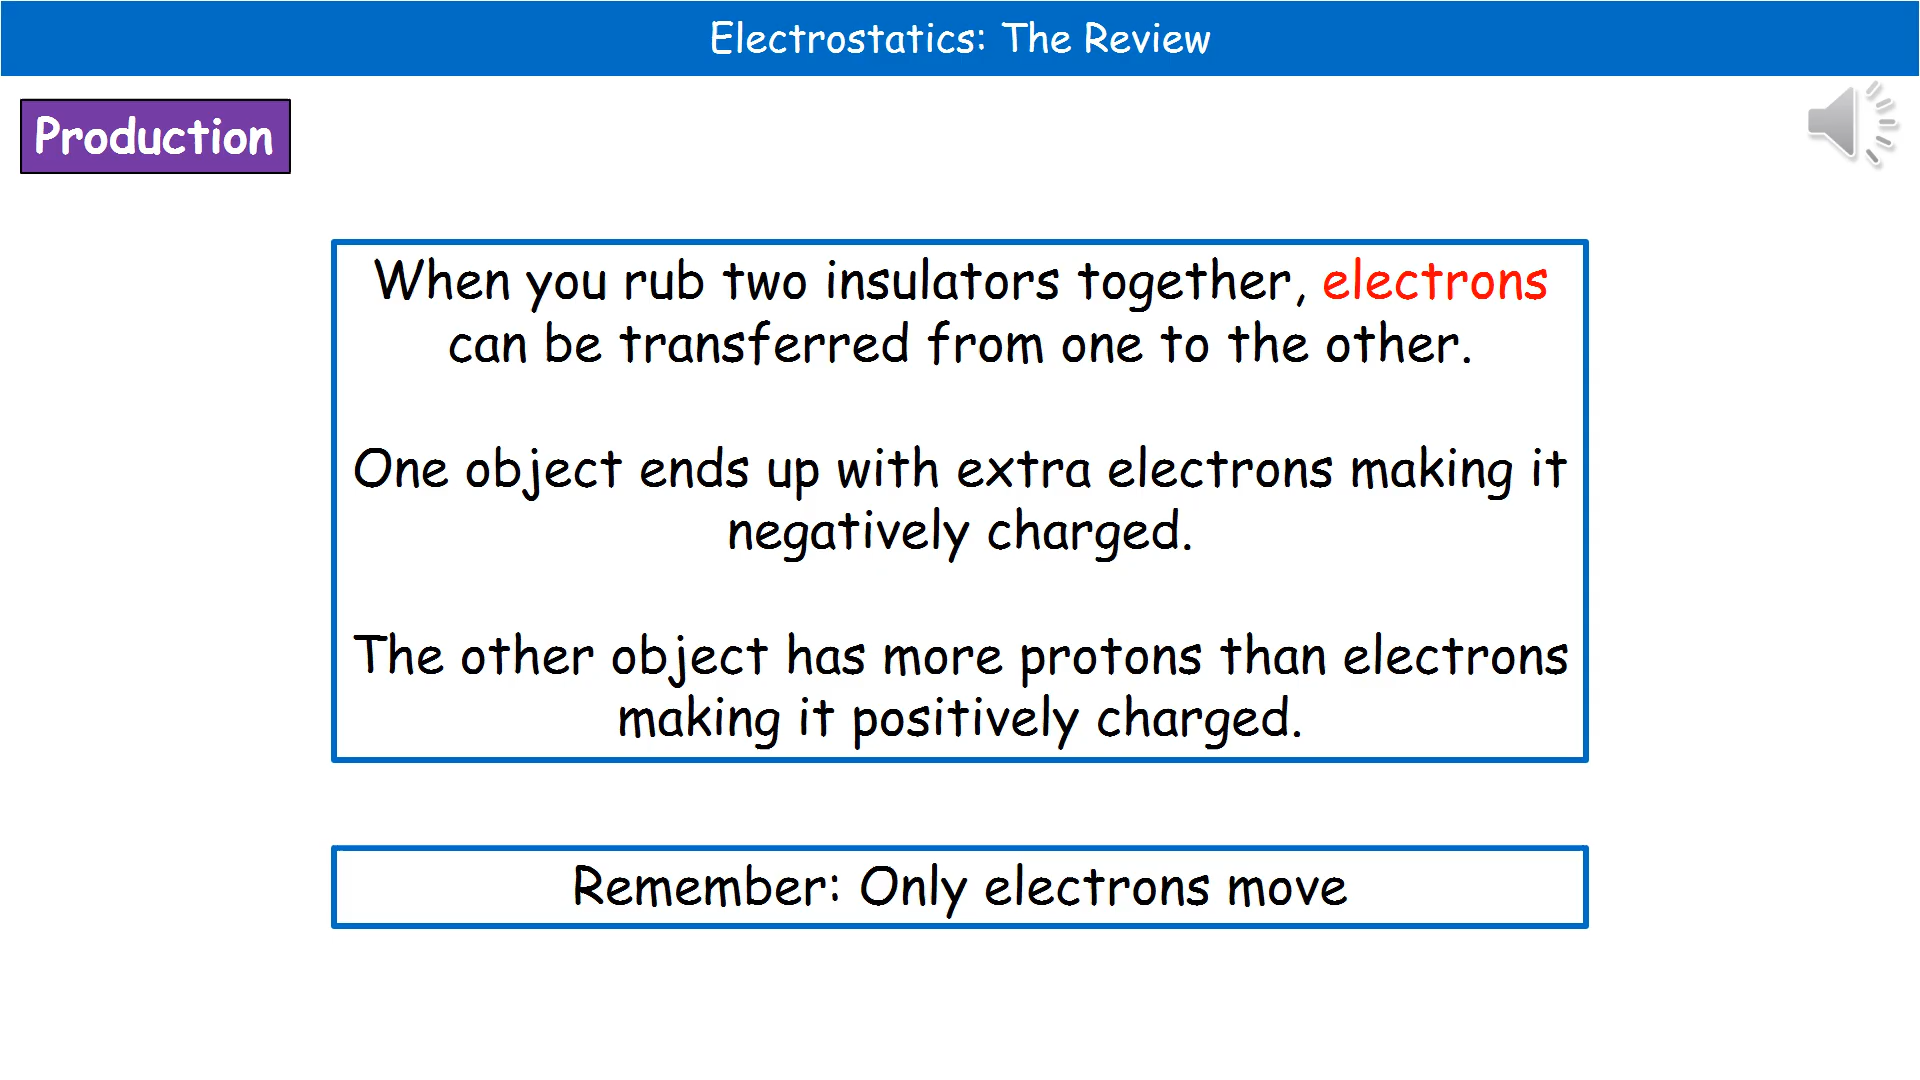 Electrostatics: The Review
Production
When you rub two insulators together, electrons
can be transferred from one to the other.
One object ends up with extra electrons making it
negatively charged.
The other object has more protons than electrons
making it positively charged.
Remember: Only electrons move